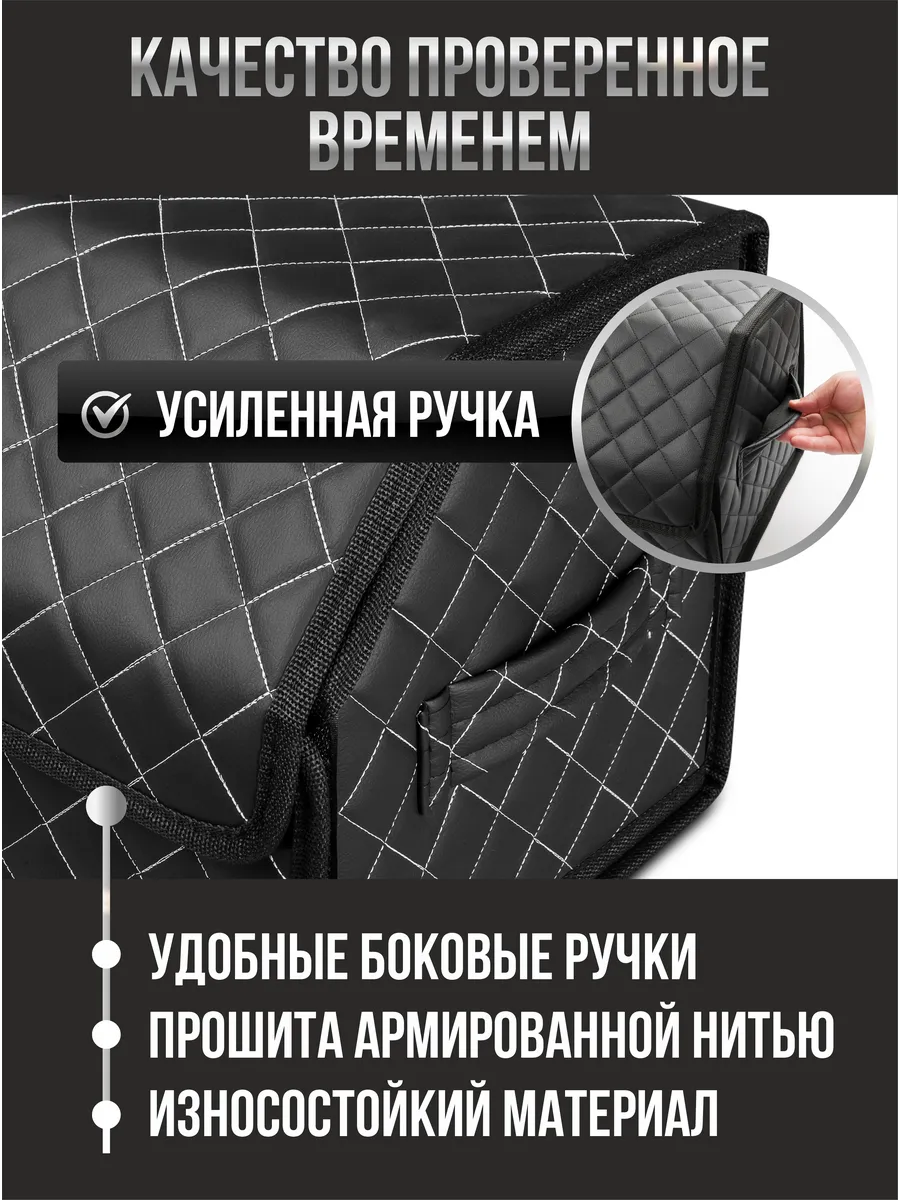 КАЧЕСТВО ПРОВЕРЕННОЕ
ВРЕМЕНЕМ
УСИЛЕННАЯ РУЧКА
УДОБНЫЕ БОКОВЫЕ РУЧКИ
ПРОШИТА АРМИРОВАННОЙ НИТЬЮ
ИЗНОСОСТОЙКИЙ МАТЕРИАЛ